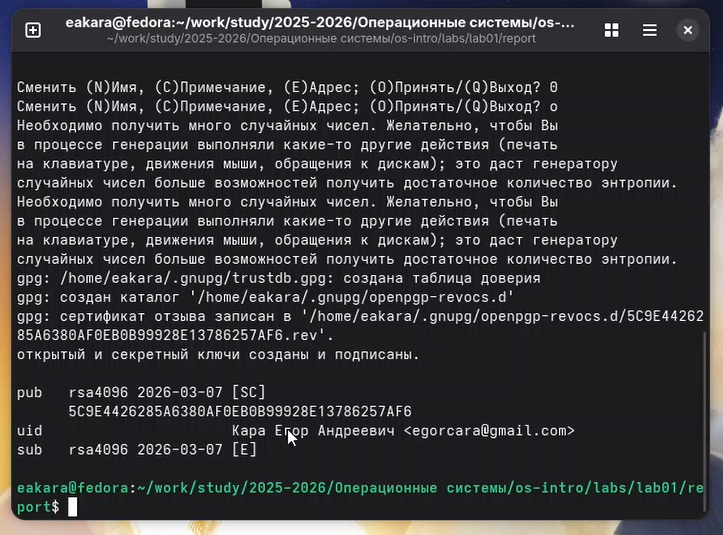 eakara@fedora:~/work/study/2025-2026/Операционные системы/os-...
~/work/study/2025-2026/Операционные системы/os-intro/labs/lab01/report
Сменить (N)Имя, (C)Примечание, (E)Адрес; (O)Принять/(Q)Выход? 0
Сменить (N)Имя, (C)Примечание, (E)Адрес; (O)Принять/(Q)Выход? o
Необходимо получить много случайных чисел. Желательно, чтобы Вы
в процессе генерации выполняли какие-то другие действия (печать
на клавиатуре, движения мыши, обращения к дискам); это даст генератору
случайных чисел больше возможностей получить достаточное количество энтропии.
Необходимо получить много случайных чисел. Желательно, чтобы Вы
в процессе генерации выполняли какие-то другие действия (печать
на клавиатуре, движения мыши, обращения к дискам); это даст генератору
случайных чисел больше возможностей получить достаточное количество энтропии.
gpg: /home/eakara/.gnupg/trustdb.gpg: создана таблица доверия
gpg: создан каталог '/home/eakara/.gnupg/openpgp-revocs.d'
gpg: сертификат отзыва записан в '/home/eakara/.gnupg/openpgp-revocs.d/5C9E44262
85A6380AF0EB0B99928E13786257AF6.rev'.
открытый и секретный ключи созданы и подписаны.
pub   rsa4096 2026-03-07 [SC]
      5C9E4426285A6380AF0EB0B99928E13786257AF6
uid                      Кара Егор Андреевич <egorcara@gmail.com>
sub   rsa4096 2026-03-07 [E]
eakara@fedora:~/work/study/2025-2026/Операционные системы/os-intro/labs/lab01/re
port$